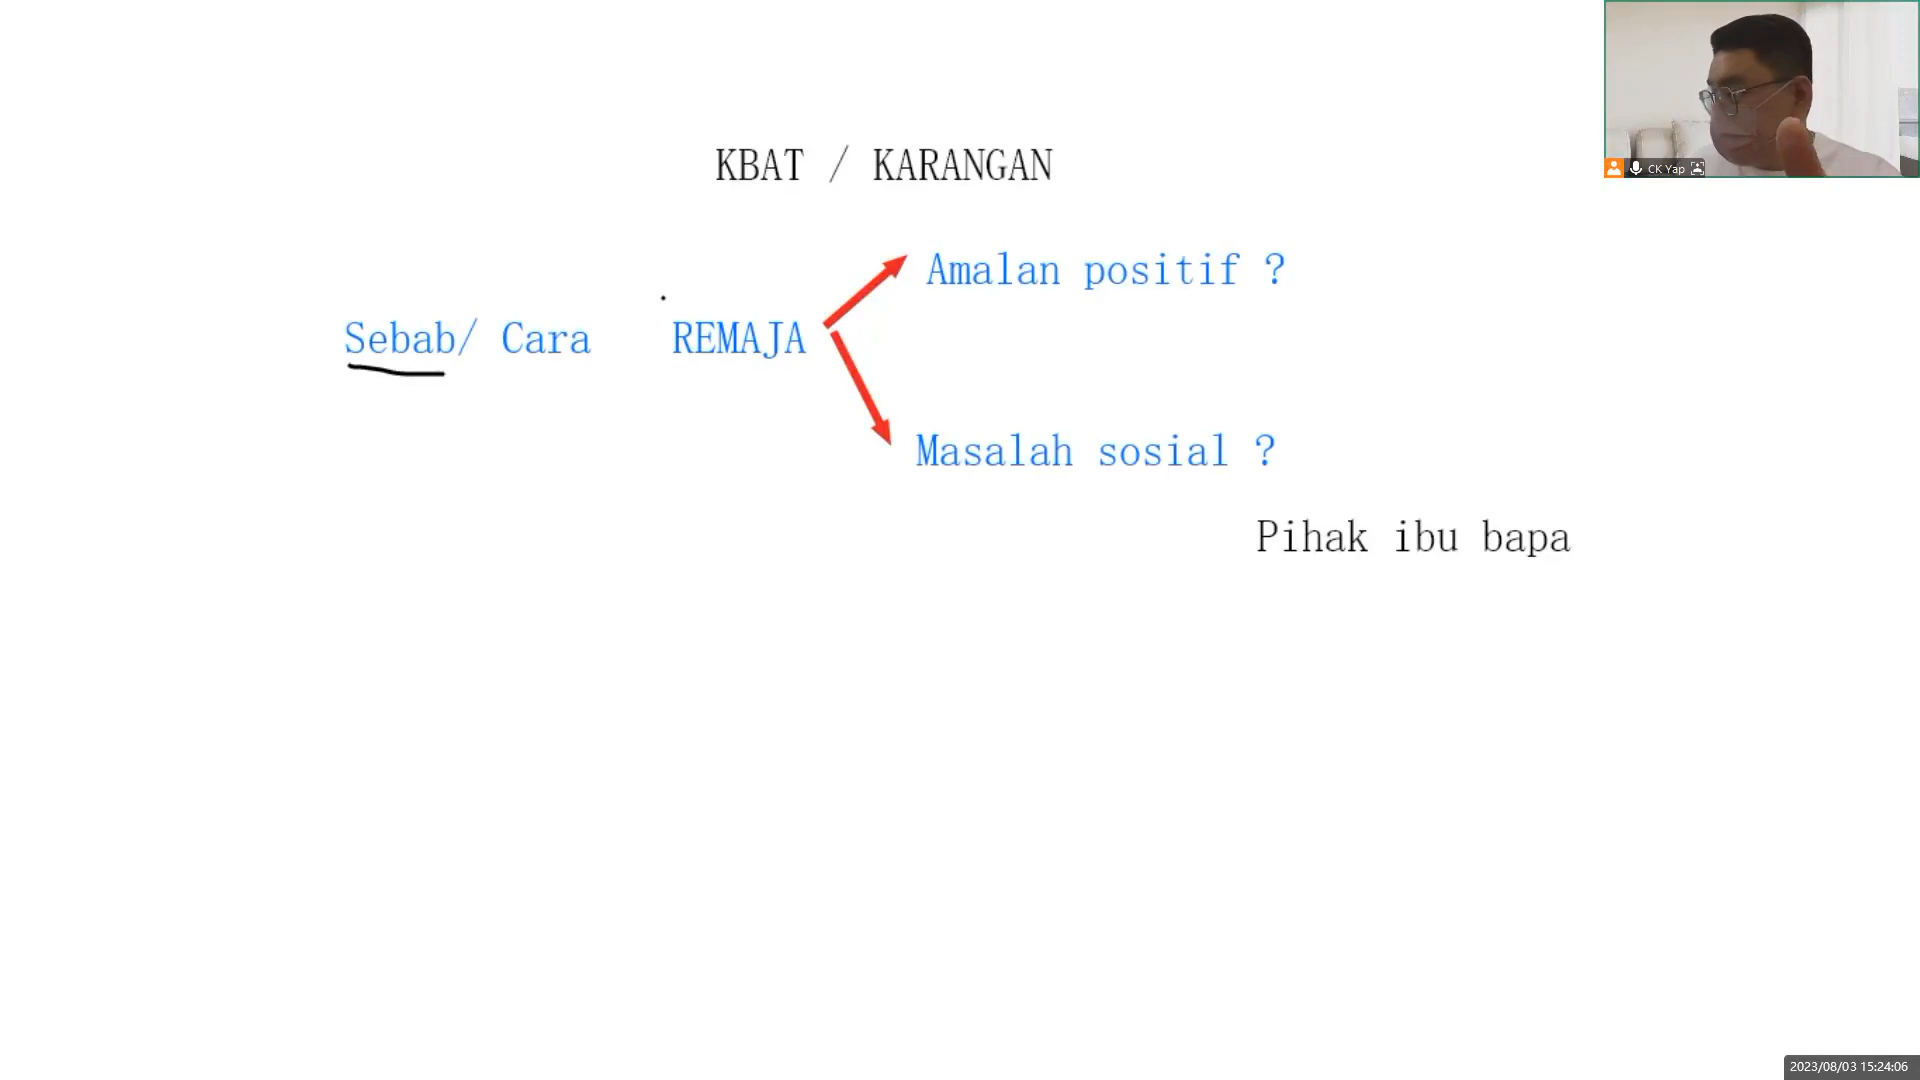 CK Yap
KBAT / KARANGAN
Amalan positif ?
Sebab/ Cara REMAJA
Masalah sosial ?
Pihak ibu bapa
2023/08/03 15:24:06